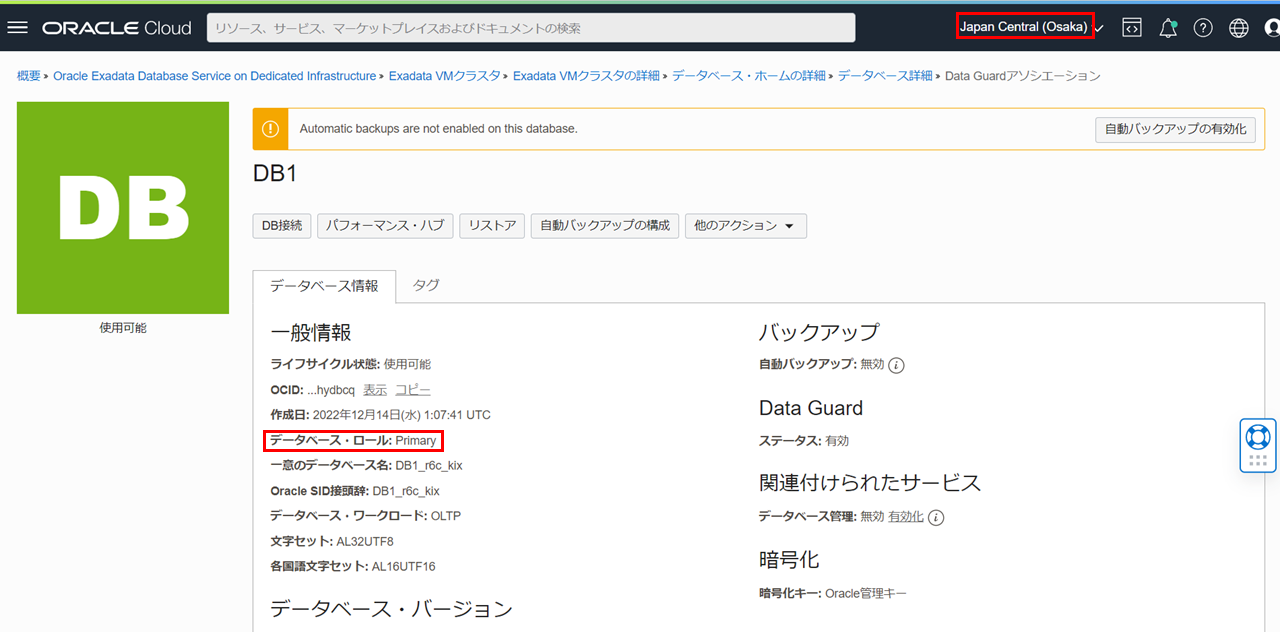 ORACLE Cloud
リソース、サービス、マーケットプレイスおよびドキュメントの検索
Japan Central (Osaka)
概要 » Oracle Exadata Database Service on Dedicated Infrastructure » Exadata VMクラスタ » Exadata VMクラスタの詳細 » データベース・ホームの詳細 » データベース詳細 » Data Guardアソシエーション
DB
使用可能
Automatic backups are not enabled on this database.
自動バックアップの有効化
DB1
DB接続 パフォーマンス・ハブ リストア 自動バックアップの構成 他のアクション
データベース情報 タグ
一般情報
ライフサイクル状態: 使用可能
OCID: ...hydbcq 表示 コピー
作成日: 2022年12月14日(水) 1:07:41 UTC
データベース・ロール: Primary
一意のデータベース名: DB1_r6c_kix
Oracle SID接頭辞: DB1_r6c_kix
データベース・ワークロード: OLTP
文字セット: AL32UTF8
各国語文字セット: AL16UTF16
データベース・バージョン
バックアップ
自動バックアップ: 無効
Data Guard
ステータス: 有効
関連付けられたサービス
データベース管理: 無効 有効化
暗号化
暗号化キー: Oracle管理キー